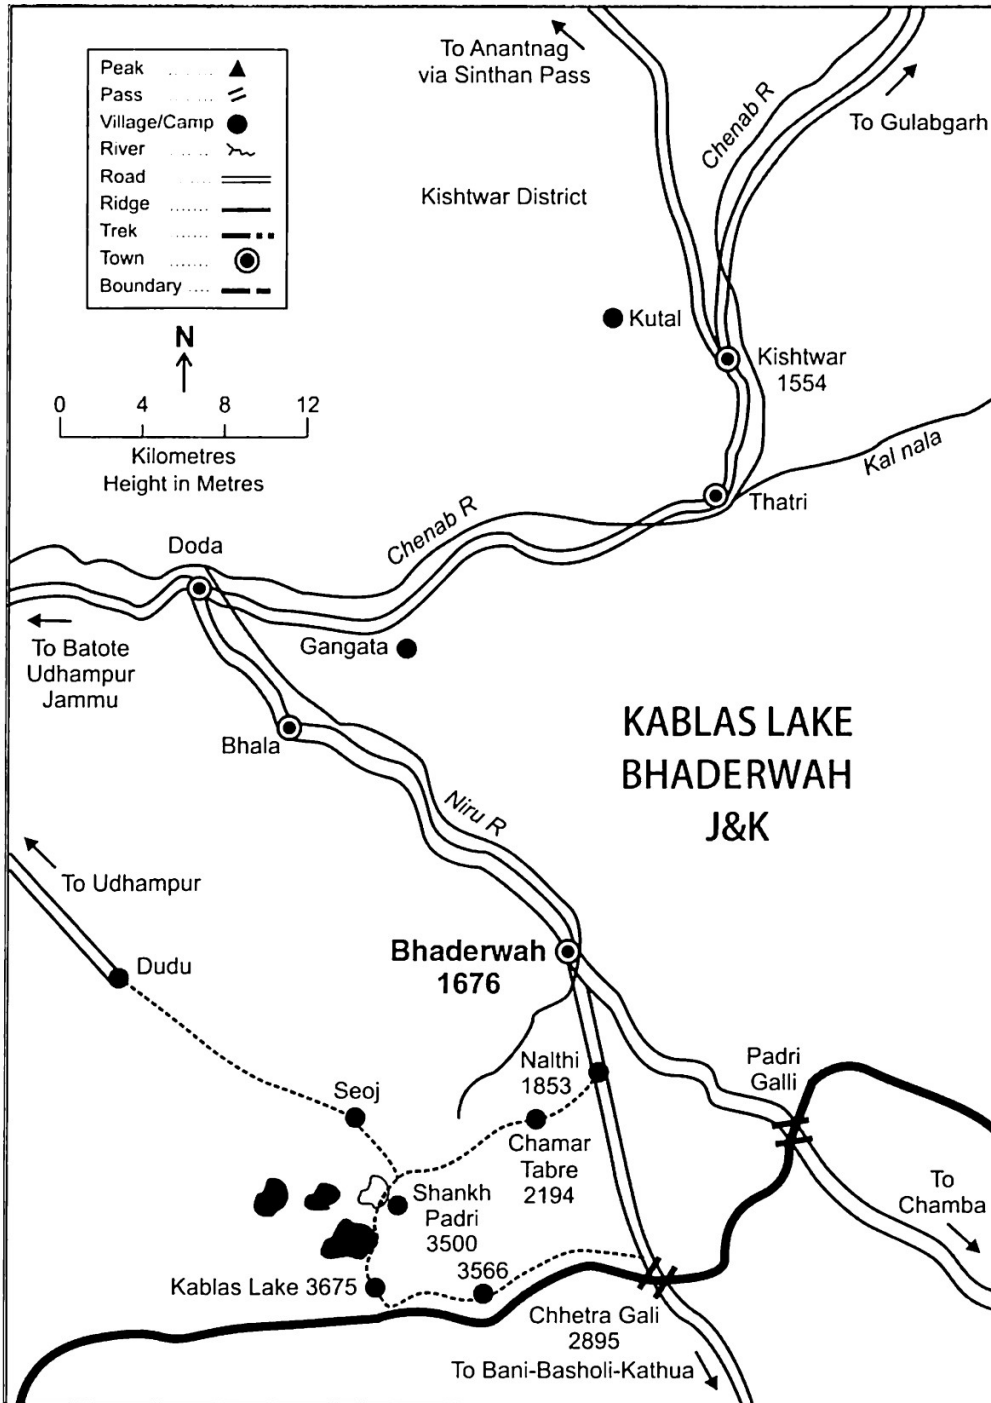 To Anantnag
via Sinthan Pass
Chenab R
To Gulabgarh
Peak ......
Pass ......
Village/Camp
River ......
Road ......
Ridge ......
Trek ......
Town ......
Boundary ....
Kishtwar District
N
0 4 8 12
Kilometres
Height in Metres
Kutal
Kishtwar
1554
Kal nala
Thatri
Chenab R
Doda
To Batote
Udhampur
Jammu
Gangata
Bhala
KABLAS LAKE
BHADERWAH
J&K
Niru R
To Udhampur
Dudu
Bhaderwah
1676
Nalthi
1853
Padri
Galli
Seoj
Chamar
Tabre
2194
To
Chamba
Shankh
Padri
3500
3566
Kablas Lake 3675
Chhetra Gali
2895
To Bani-Basholi-Kathua